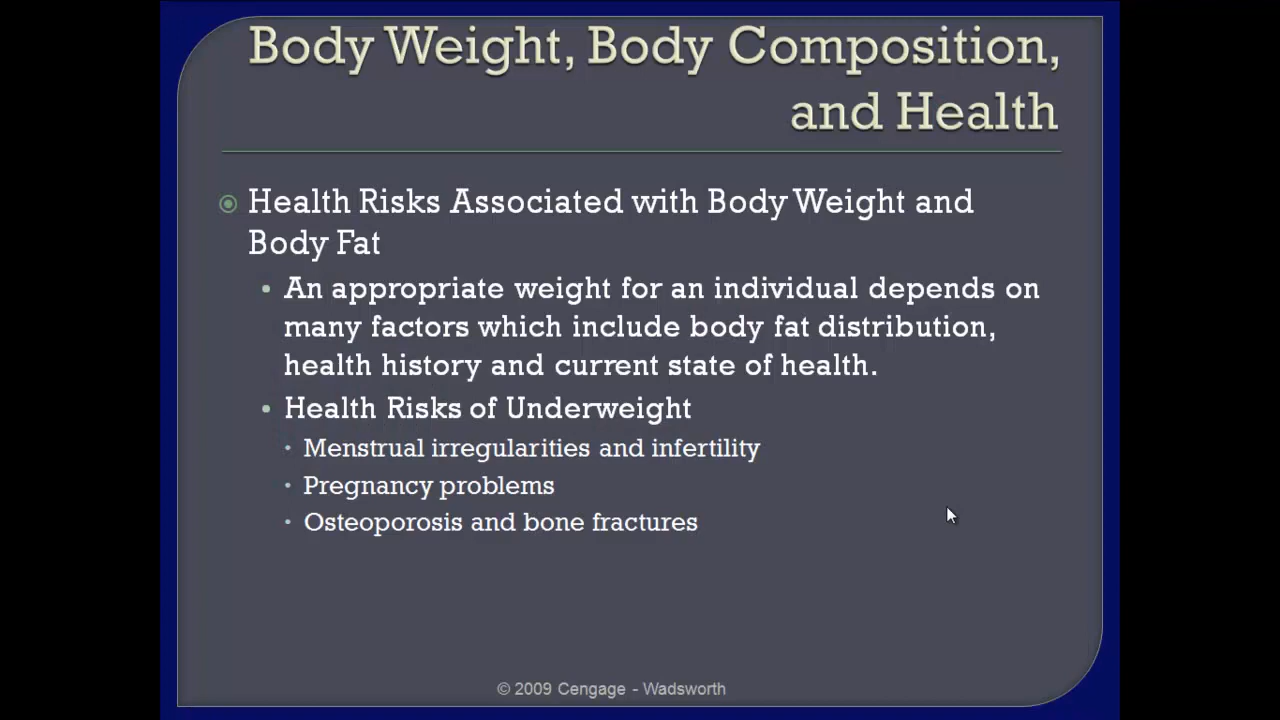 Body Weight, Body Composition,
and Health
Health Risks Associated with Body Weight and
Body Fat
An appropriate weight for an individual depends on
many factors which include body fat distribution,
health history and current state of health.
Health Risks of Underweight
Menstrual irregularities and infertility
Pregnancy problems
Osteoporosis and bone fractures
© 2009 Cengage - Wadsworth